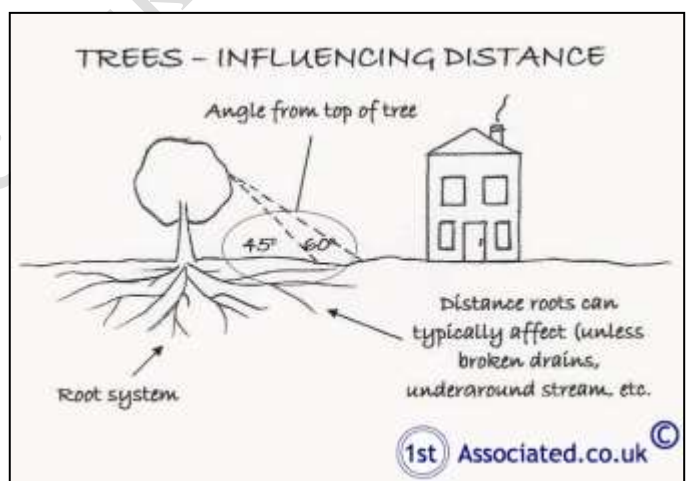 TREES – INFLUENCING DISTANCE
Angle from top of tree
45°
60°
Distance roots can
typically affect (unless
broken drains,
underground stream, etc.
Root system
1st Associated.co.uk ©